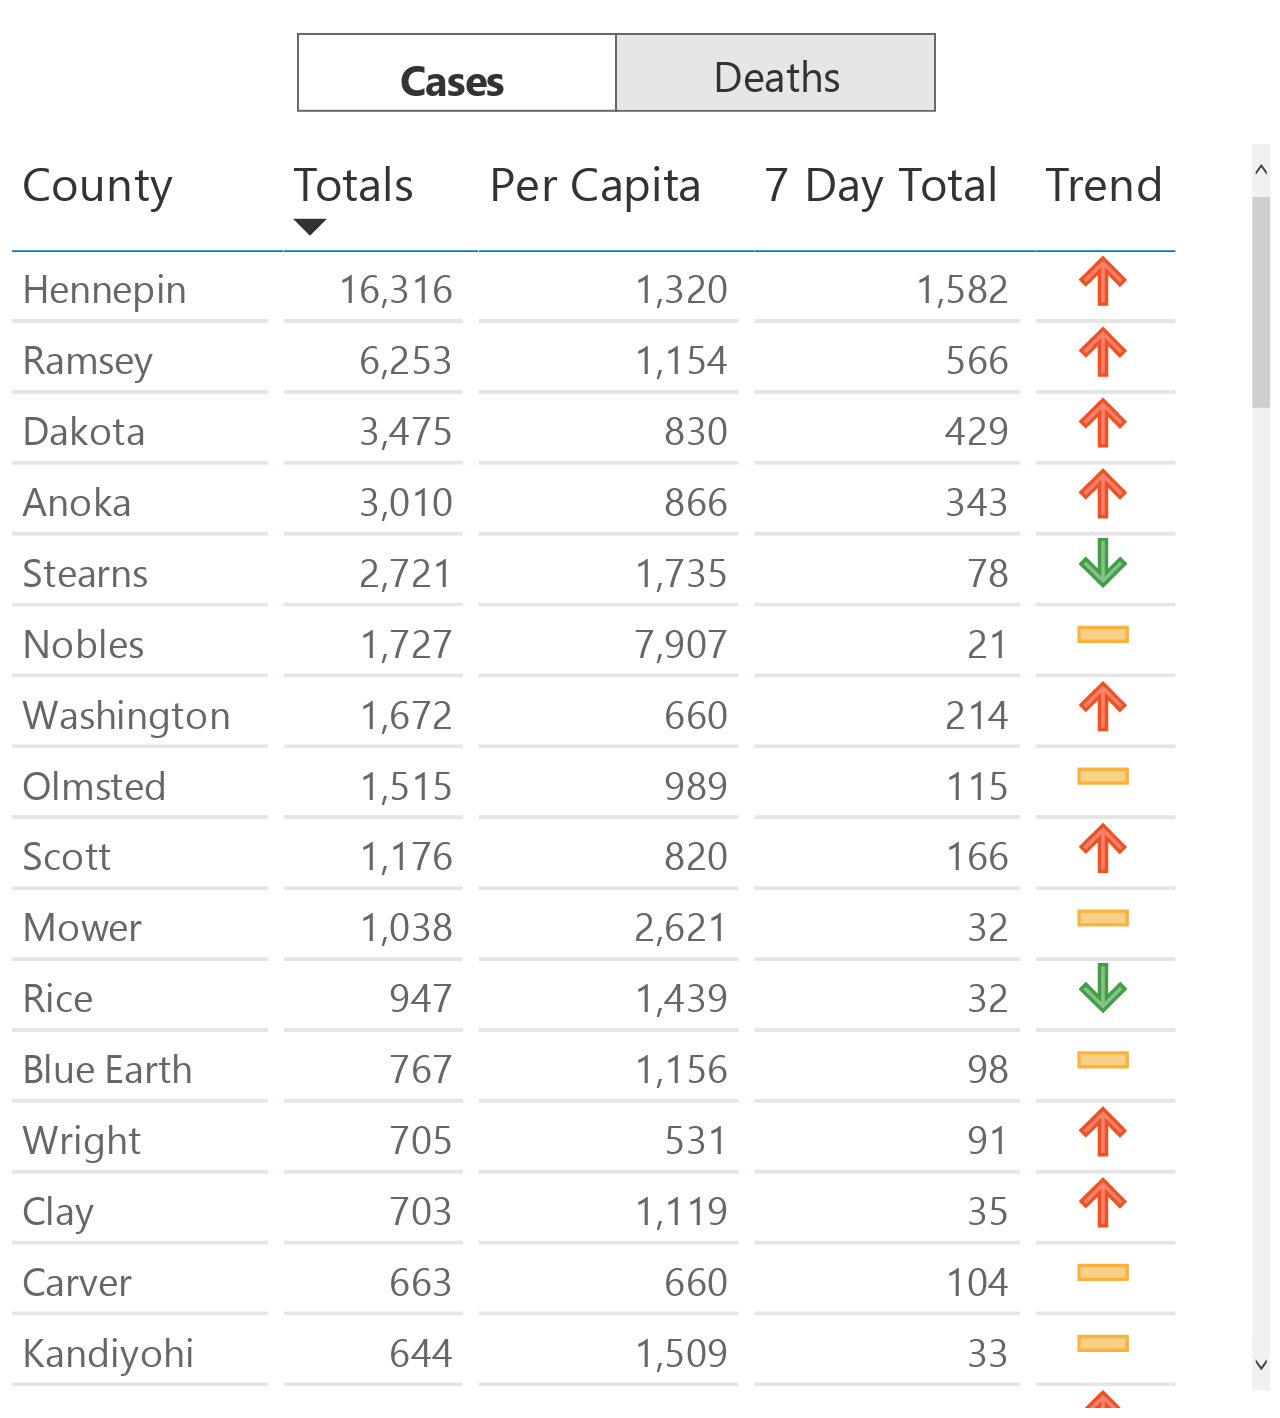 Cases Deaths
County Totals Per Capita 7 Day Total Trend
Hennepin 16,316 1,320 1,582
Ramsey 6,253 1,154 566
Dakota 3,475 830 429
Anoka 3,010 866 343
Stearns 2,721 1,735 78
Nobles 1,727 7,907 21
Washington 1,672 660 214
Olmsted 1,515 989 115
Scott 1,176 820 166
Mower 1,038 2,621 32
Rice 947 1,439 32
Blue Earth 767 1,156 98
Wright 705 531 91
Clay 703 1,119 35
Carver 663 660 104
Kandiyohi 644 1,509 33